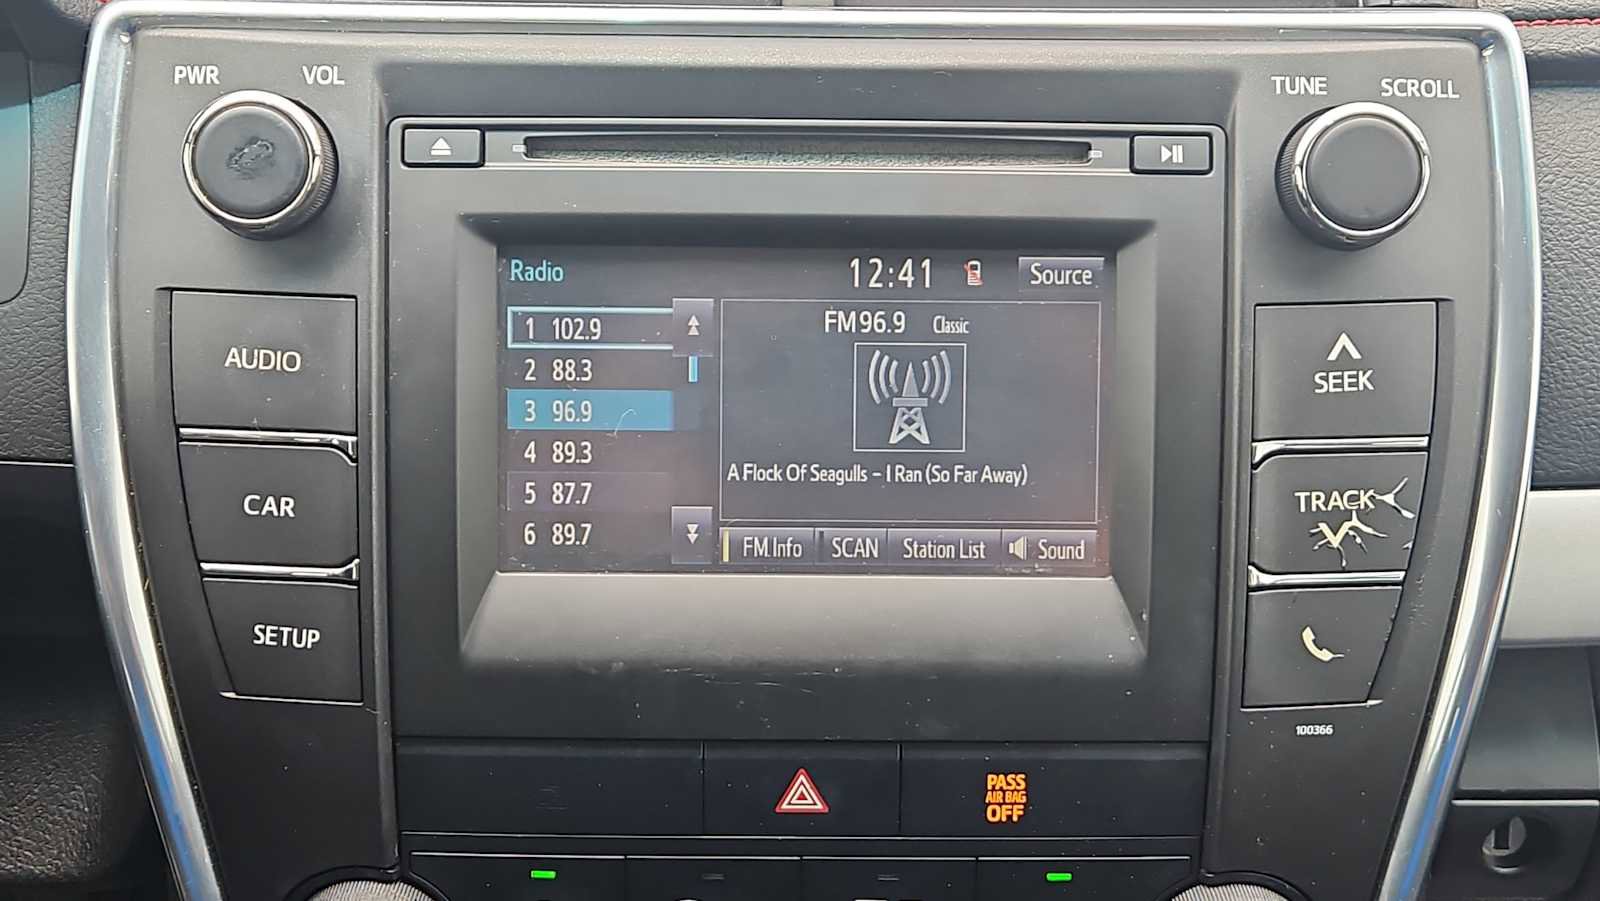 PWR VOL
TUNE SCROLL
Radio
12:41
Source
1 102.9
2 88.3
3 96.9
4 89.3
5 87.7
6 89.7
FM96.9 Classic
A Flock Of Seagulls - I Ran (So Far Away)
FM Info
SCAN
Station List
Sound
AUDIO
CAR
SETUP
SEEK
TRACK
100366
PASS
AIR BAG
OFF